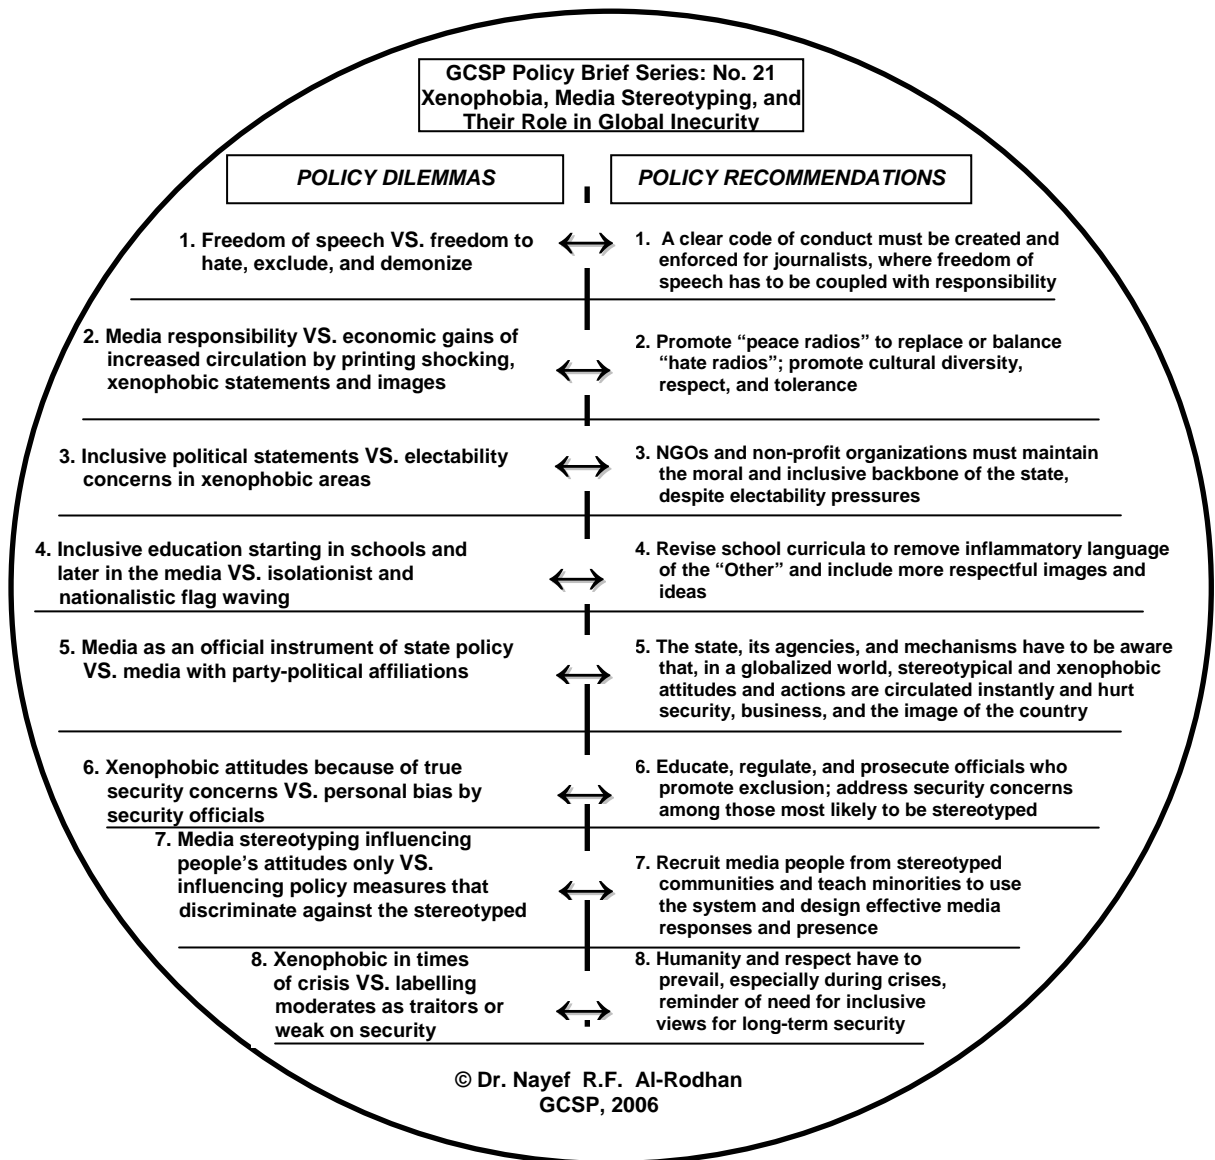 GCSP Policy Brief Series: No. 21
Xenophobia, Media Stereotyping, and
Their Role in Global Inecurity
POLICY DILEMMAS
POLICY RECOMMENDATIONS
1. Freedom of speech VS. freedom to
hate, exclude, and demonize
1. A clear code of conduct must be created and
enforced for journalists, where freedom of
speech has to be coupled with responsibility
2. Media responsibility VS. economic gains of
increased circulation by printing shocking,
xenophobic statements and images
2. Promote “peace radios” to replace or balance
“hate radios”; promote cultural diversity,
respect, and tolerance
3. Inclusive political statements VS. electability
concerns in xenophobic areas
3. NGOs and non-profit organizations must maintain
the moral and inclusive backbone of the state,
despite electability pressures
4. Inclusive education starting in schools and
later in the media VS. isolationist and
nationalistic flag waving
4. Revise school curricula to remove inflammatory language
of the “Other” and include more respectful images and
ideas
5. Media as an official instrument of state policy
VS. media with party-political affiliations
5. The state, its agencies, and mechanisms have to be aware
that, in a globalized world, stereotypical and xenophobic
attitudes and actions are circulated instantly and hurt
security, business, and the image of the country
6. Xenophobic attitudes because of true
security concerns VS. personal bias by
security officials
6. Educate, regulate, and prosecute officials who
promote exclusion; address security concerns
among those most likely to be stereotyped
7. Media stereotyping influencing
people’s attitudes only VS.
influencing policy measures that
discriminate against the stereotyped
7. Recruit media people from stereotyped
communities and teach minorities to use
the system and design effective media
responses and presence
8. Xenophobic in times
of crisis VS. labelling
moderates as traitors or
weak on security
8. Humanity and respect have to
prevail, especially during crises,
reminder of need for inclusive
views for long-term security
© Dr. Nayef R.F. Al-Rodhan
GCSP, 2006